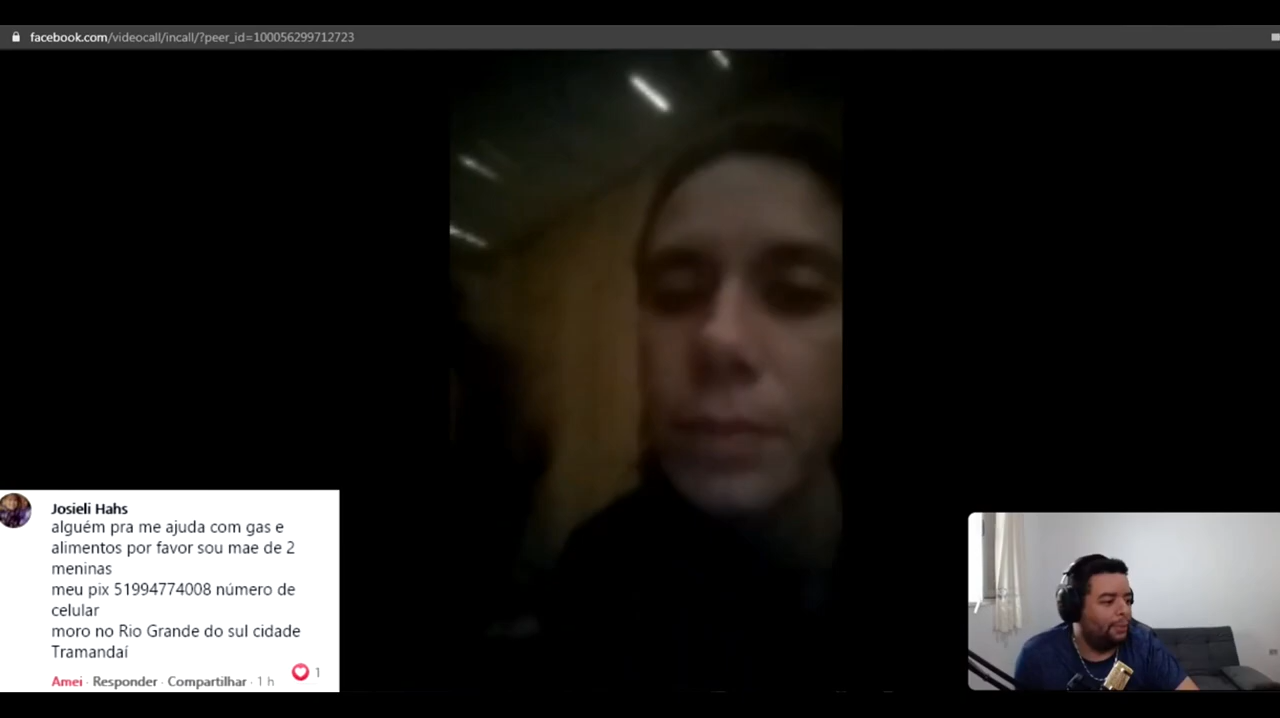 facebook.com/videocall/incall/?peer_id=100056299712723
Josieli Hahs
alguém pra me ajuda com gas e
alimentos por favor sou mae de 2
meninas
meu pix 51994774008 número de
celular
moro no Rio Grande do sul cidade
Tramandaí
Amei · Responder · Compartilhar · 1 h
1